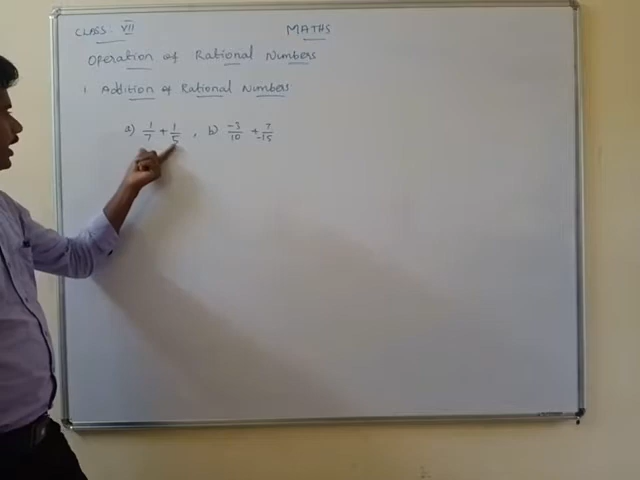 CLASS: VII MATHS
Operation of Rational Numbers
1. Addition of Rational Numbers
a) 1/7 + 1/5 , b) -3/10 + 7/-15